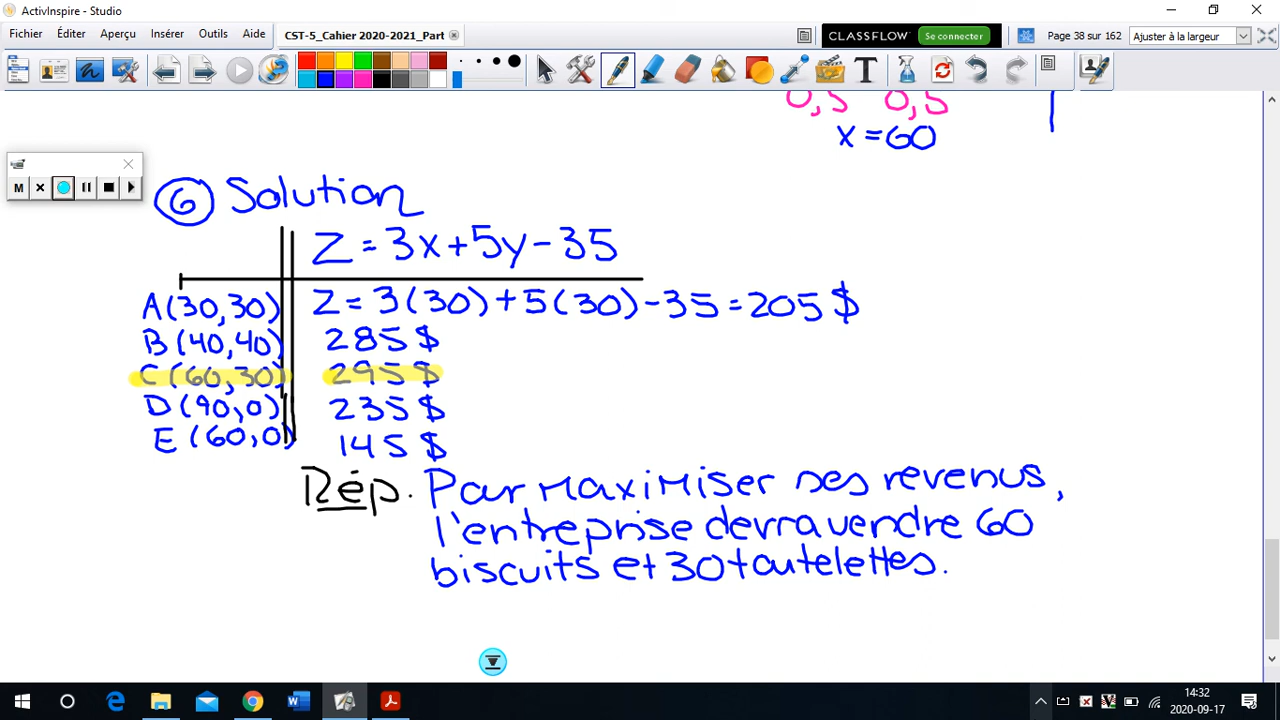 ActivInspire - Studio
Fichier Éditer Aperçu Insérer Outils Aide CST-5_Cahier 2020-2021_Part CLASSFLOW Se connecter Page 38 sur 162 Ajuster à la largeur
0,5 0,5
x = 60
M
6 Solution
Z = 3x+5y-35
A(30,30) Z = 3(30)+5(30)-35=205$
B(40,40) 285$
C(60,30) 295$
D(90,0) 235$
E(60,0) 145$
Rép. Par maximiser ses revenus,
l'entreprise devra vendre 60
biscuits et 30 tautelettes.
14:32
2020-09-17